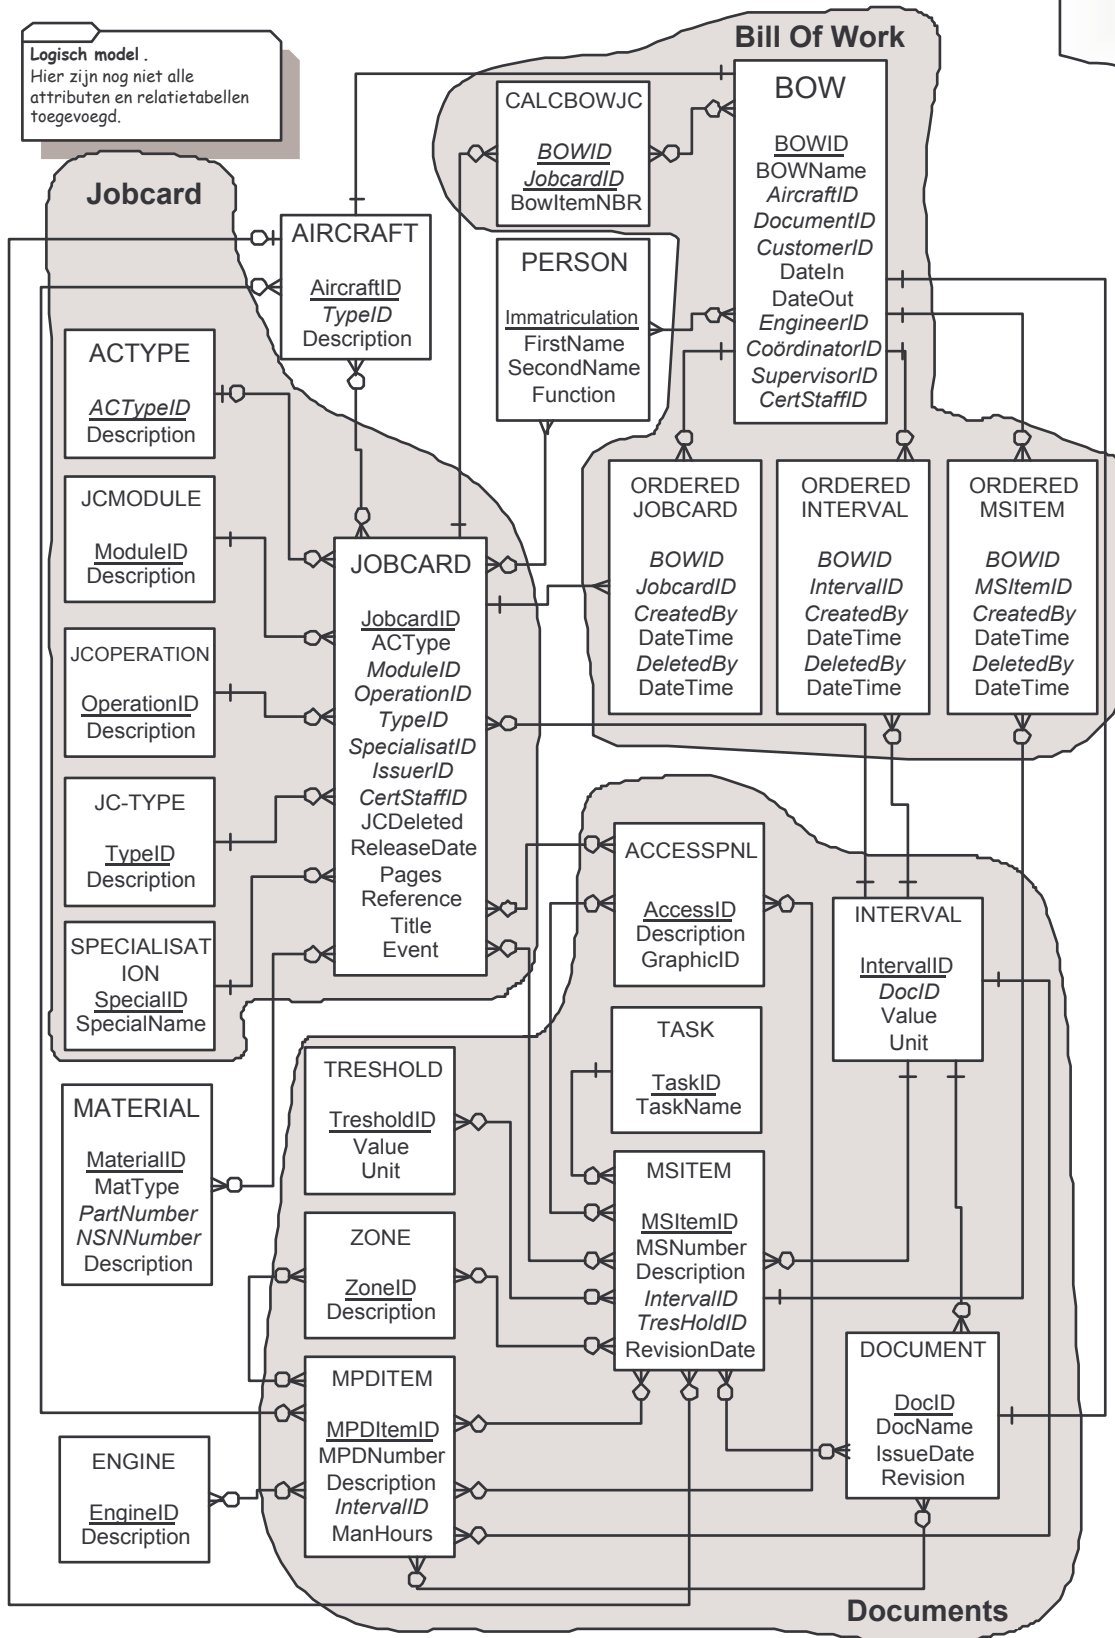 Logisch model .
Hier zijn nog niet alle
attributen en relatietabellen
toegevoegd.
Bill Of Work
Jobcard
CALCBOWJC
BOWID
JobcardID
BowItemNBR
BOW
BOWID
BOWName
AircraftID
DocumentID
CustomerID
DateIn
DateOut
EngineerID
CoördinatorID
SupervisorID
CertStaffID
AIRCRAFT
AircraftID
TypeID
Description
PERSON
Immatriculation
FirstName
SecondName
Function
ACTYPE
ACTypeID
Description
JCMODULE
ModuleID
Description
JCOPERATION
OperationID
Description
JC-TYPE
TypeID
Description
SPECIALISAT
ION
SpecialID
SpecialName
JOBCARD
JobcardID
ACType
ModuleID
OperationID
TypeID
SpecialisatID
IssuerID
CertStaffID
JCDeleted
ReleaseDate
Pages
Reference
Title
Event
ORDERED
JOBCARD
BOWID
JobcardID
CreatedBy
DateTime
DeletedBy
DateTime
ORDERED
INTERVAL
BOWID
IntervalID
CreatedBy
DateTime
DeletedBy
DateTime
ORDERED
MSITEM
BOWID
MSItemID
CreatedBy
DateTime
DeletedBy
DateTime
ACCESSPNL
AccessID
Description
GraphicID
INTERVAL
IntervalID
DocID
Value
Unit
TASK
TaskID
TaskName
TRESHOLD
TresholdID
Value
Unit
MATERIAL
MaterialID
MatType
PartNumber
NSNNumber
Description
MSITEM
MSItemID
MSNumber
Description
IntervalID
TresHoldID
RevisionDate
ZONE
ZoneID
Description
MPDITEM
MPDItemID
MPDNumber
Description
IntervalID
ManHours
DOCUMENT
DocID
DocName
IssueDate
Revision
ENGINE
EngineID
Description
Documents